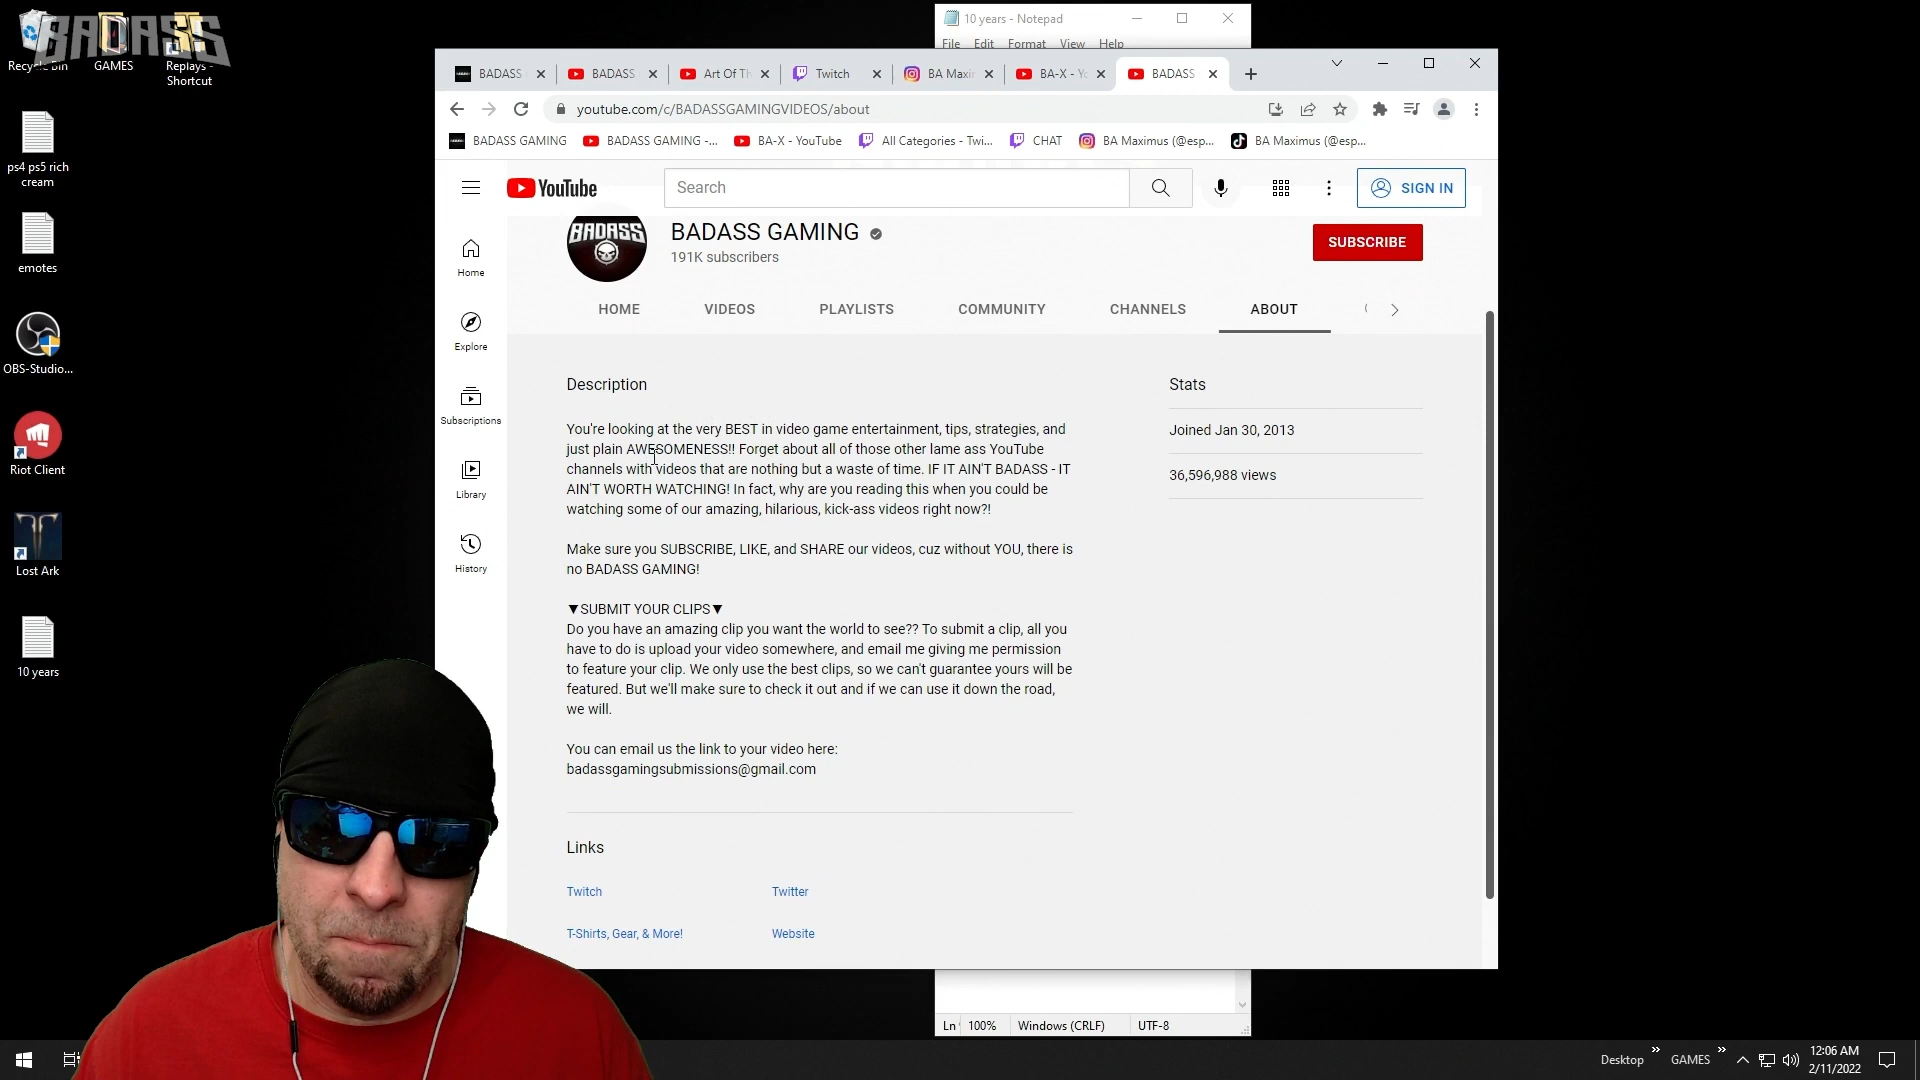 BADASS
Recycle Bin
GAMES
Replays -
Shortcut
ps4 ps5 rich
cream
emotes
OBS-Studio...
Riot Client
Lost Ark
10 years
10 years - Notepad
File Edit Format View Help
BADASS
BADASS
Art Of Th
Twitch
BA Maxi
BA-X - Yo
BADASS
youtube.com/c/BADASSGAMINGVIDEOS/about
BADASS GAMING
BADASS GAMING -...
BA-X - YouTube
All Categories - Twi...
CHAT
BA Maximus (@esp...
BA Maximus (@esp...
YouTube
Search
SIGN IN
Home
Explore
Subscriptions
Library
History
BADASS
BADASS GAMING
191K subscribers
SUBSCRIBE
HOME VIDEOS PLAYLISTS COMMUNITY CHANNELS ABOUT
Description
You're looking at the very BEST in video game entertainment, tips, strategies, and
just plain AWESOMENESS!! Forget about all of those other lame ass YouTube
channels with videos that are nothing but a waste of time. IF IT AIN'T BADASS - IT
AIN'T WORTH WATCHING! In fact, why are you reading this when you could be
watching some of our amazing, hilarious, kick-ass videos right now?!
Make sure you SUBSCRIBE, LIKE, and SHARE our videos, cuz without YOU, there is
no BADASS GAMING!
▼SUBMIT YOUR CLIPS▼
Do you have an amazing clip you want the world to see?? To submit a clip, all you
have to do is upload your video somewhere, and email me giving me permission
to feature your clip. We only use the best clips, so we can't guarantee yours will be
featured. But we'll make sure to check it out and if we can use it down the road,
we will.
You can email us the link to your video here:
badassgamingsubmissions@gmail.com
Stats
Joined Jan 30, 2013
36,596,988 views
Links
Twitch
Twitter
T-Shirts, Gear, & More!
Website
Ln 100% Windows (CRLF) UTF-8
Desktop » GAMES »
12:06 AM
2/11/2022